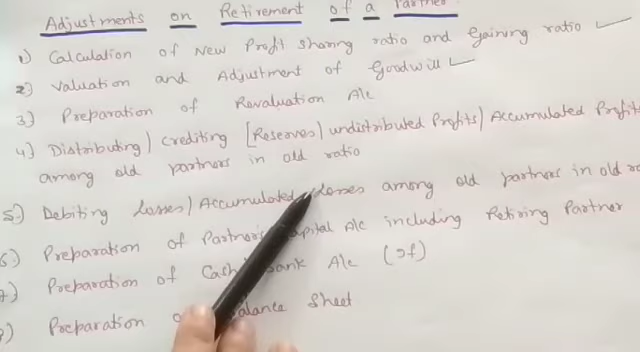 Adjustments on Retirement of a Partner
1) Calculation of New Profit sharing ratio and Gaining ratio
2) Valuation and Adjustment of Goodwill
3) Preparation of Revaluation A/c
4) Distributing / crediting [Reserves / undistributed Profits / Accumulated Profits
among old partners in old ratio
5.) Debiting Losses / Accumulated Losses among old partners in old
6.) Preparation of Partner's Capital A/c including Retiring Partner
7.) Preparation of Cash Bank A/c (If)
8) Preparation Balance Sheet